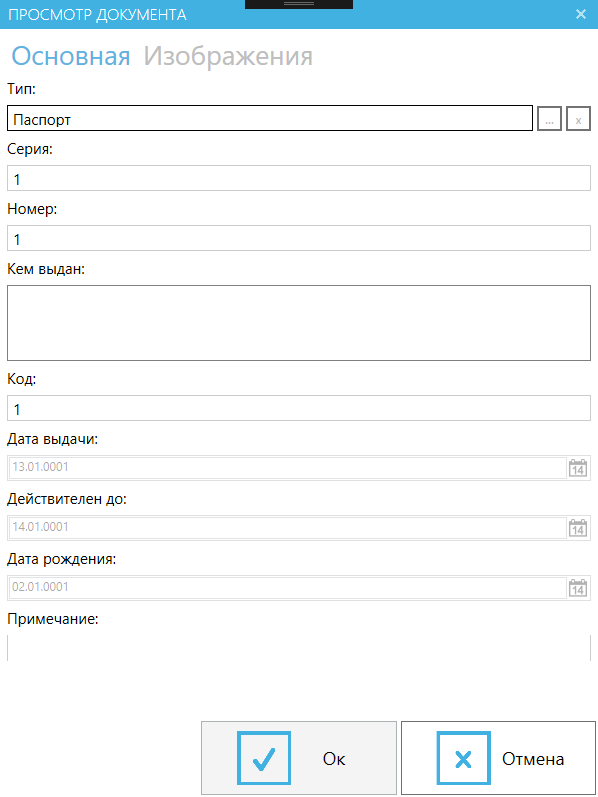 ПРОСМОТР ДОКУМЕНТА
Основная Изображения
Тип:
Паспорт ... x
Серия:
1
Номер:
1
Кем выдан:
Код:
1
Дата выдачи:
13.01.0001 14
Действителен до:
14.01.0001 14
Дата рождения:
02.01.0001 14
Примечание:
Ок Отмена